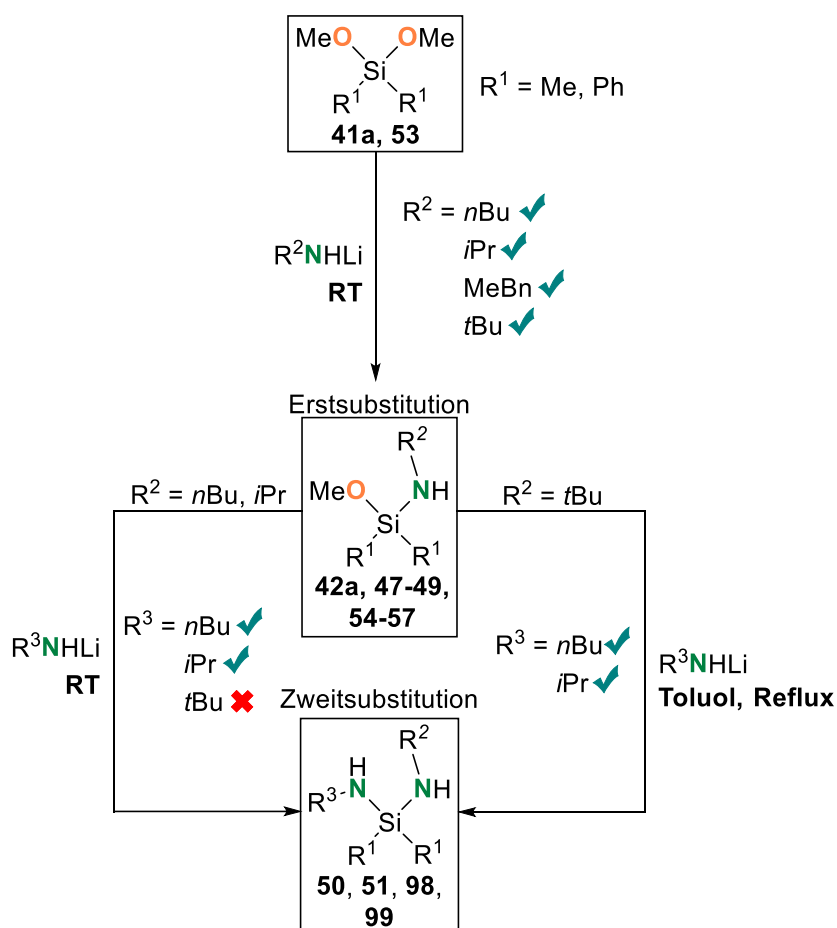 MeO OMe
Si
R¹ R¹
41a, 53
R¹ = Me, Ph
R²NHLi
RT
R² = nBu
iPr
MeBn
tBu
Erstsubstitution
R²
MeO NH
Si
R¹ R¹
42a, 47-49,
54-57
R² = nBu, iPr
R² = tBu
R³NHLi
RT
R³ = nBu
iPr
tBu
R³ = nBu
iPr
R³NHLi
Toluol, Reflux
Zweitsubstitution
R²
H
R³ N NH
Si
R¹ R¹
50, 51, 98,
99